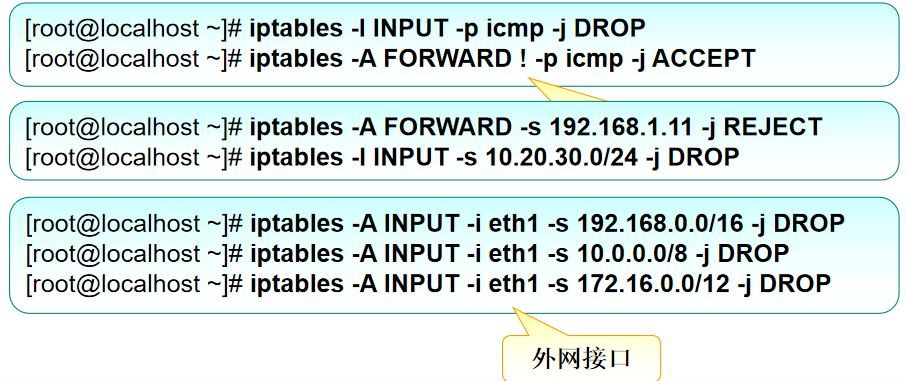 [root@localhost ~]# iptables -I INPUT -p icmp -j DROP
[root@localhost ~]# iptables -A FORWARD ! -p icmp -j ACCEPT
[root@localhost ~]# iptables -A FORWARD -s 192.168.1.11 -j REJECT
[root@localhost ~]# iptables -I INPUT -s 10.20.30.0/24 -j DROP
[root@localhost ~]# iptables -A INPUT -i eth1 -s 192.168.0.0/16 -j DROP
[root@localhost ~]# iptables -A INPUT -i eth1 -s 10.0.0.0/8 -j DROP
[root@localhost ~]# iptables -A INPUT -i eth1 -s 172.16.0.0/12 -j DROP
外网接口